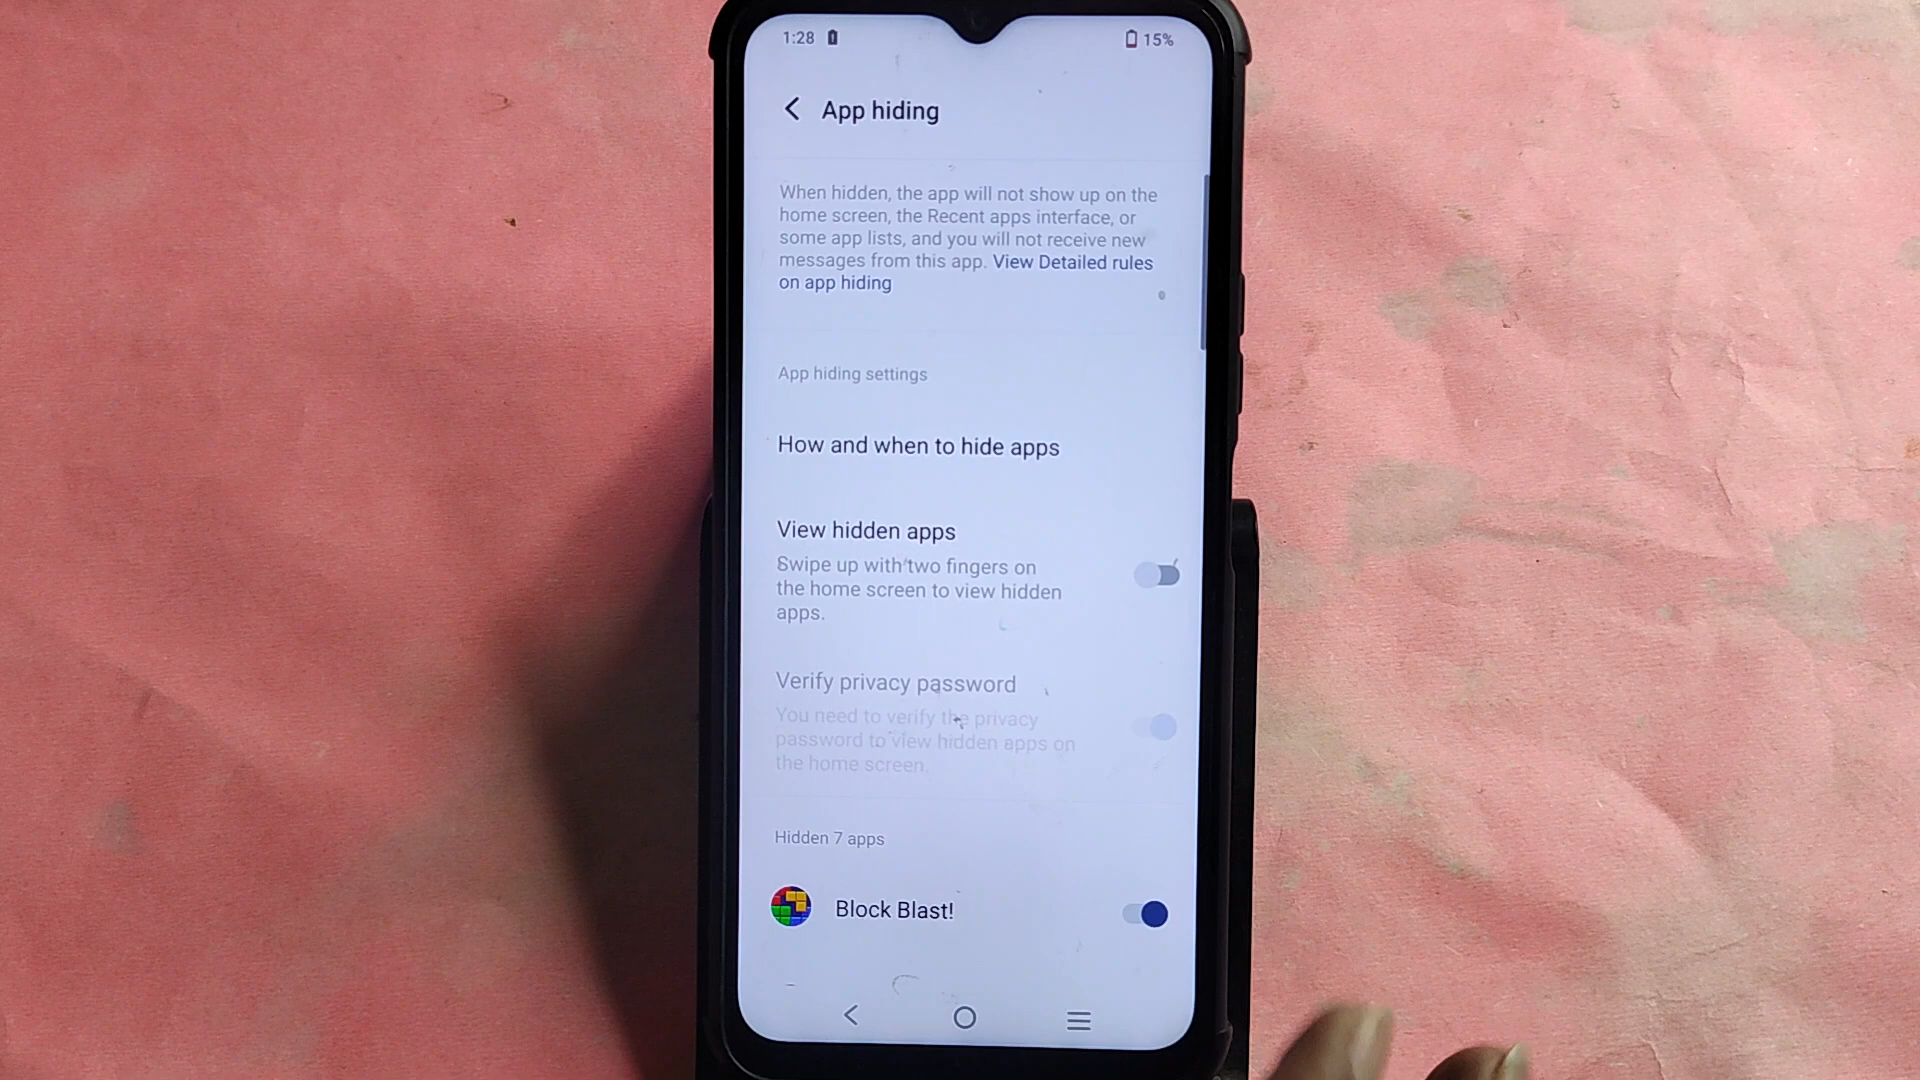 1:28
15%
App hiding
When hidden, the app will not show up on the
home screen, the Recent apps interface, or
some app lists, and you will not receive new
messages from this app. View Detailed rules
on app hiding
App hiding settings
How and when to hide apps
View hidden apps
Swipe up with two fingers on
the home screen to view hidden
apps.
Verify privacy password
You need to verify the privacy
password to view hidden apps on
the home screen.
Hidden 7 apps
Block Blast!